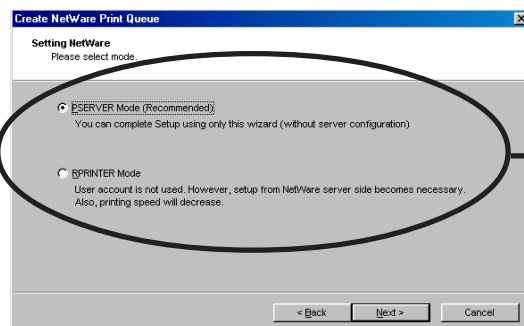 Create NetWare Print Queue
Setting NetWare
Please select mode.
PSERVER Mode (Recommended)
You can complete Setup using only this wizard (without server configuration)
RPRINTER Mode
User account is not used. However, setup from NetWare server side becomes necessary.
Also, printing speed will decrease.
< Back Next > Cancel